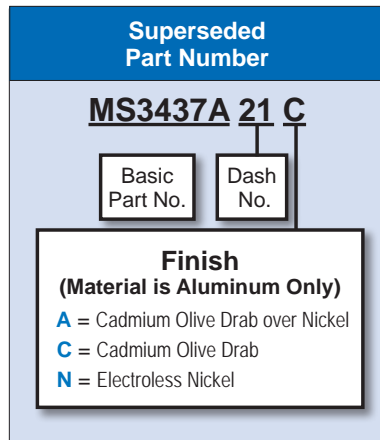 Superseded
Part Number
MS3437A 21 C
Basic
Part No.
Dash
No.
Finish
(Material is Aluminum Only)
A = Cadmium Olive Drab over Nickel
C = Cadmium Olive Drab
N = Electroless Nickel